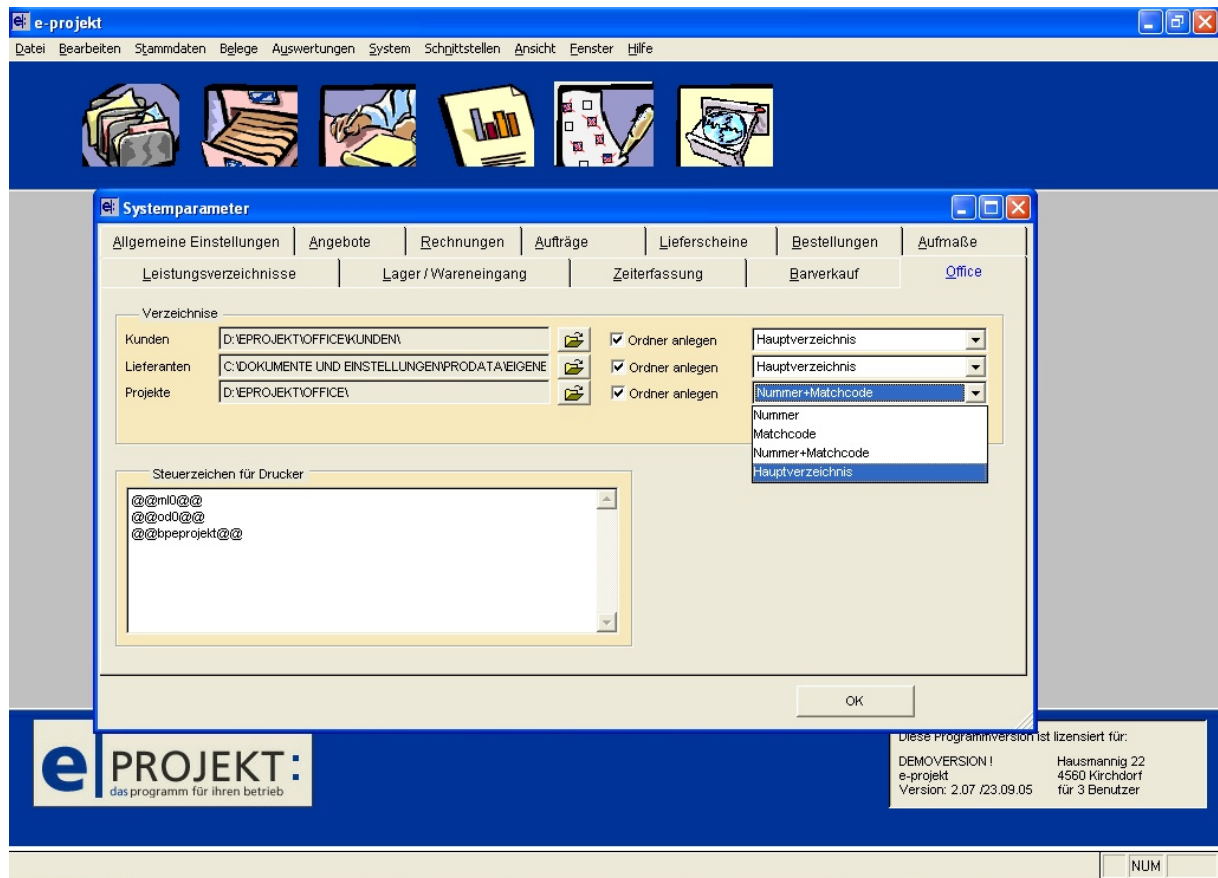 e-projekt
Datei Bearbeiten Stammdaten Belege Auswertungen System Schnittstellen Ansicht Fenster Hilfe
Systemparameter
Allgemeine Einstellungen Angebote Rechnungen Aufträge Lieferscheine Bestellungen Aufmaße
Leistungsverzeichnisse Lager / Wareneingang Zeiterfassung Barverkauf Office
Verzeichnise
Kunden D:\EPROJEKT\OFFICE\KUNDEN\ Ordner anlegen Hauptverzeichnis
Lieferanten C:\DOKUMENTE UND EINSTELLUNGEN\PRODATA\EIGENE Ordner anlegen Hauptverzeichnis
Projekte D:\EPROJEKT\OFFICE\ Ordner anlegen Nummer+Matchcode
Nummer
Matchcode
Nummer+Matchcode
Hauptverzeichnis
Steuerzeichen für Drucker
@@ml0@@
@@od0@@
@@bpeprojekt@@
OK
e PROJEKT:
das programm für ihren betrieb
Diese Programmversion ist lizensiert für:
DEMOVERSION ! Hausmannig 22
e-projekt 4560 Kirchdorf
Version: 2.07 /23.09.05 für 3 Benutzer
NUM